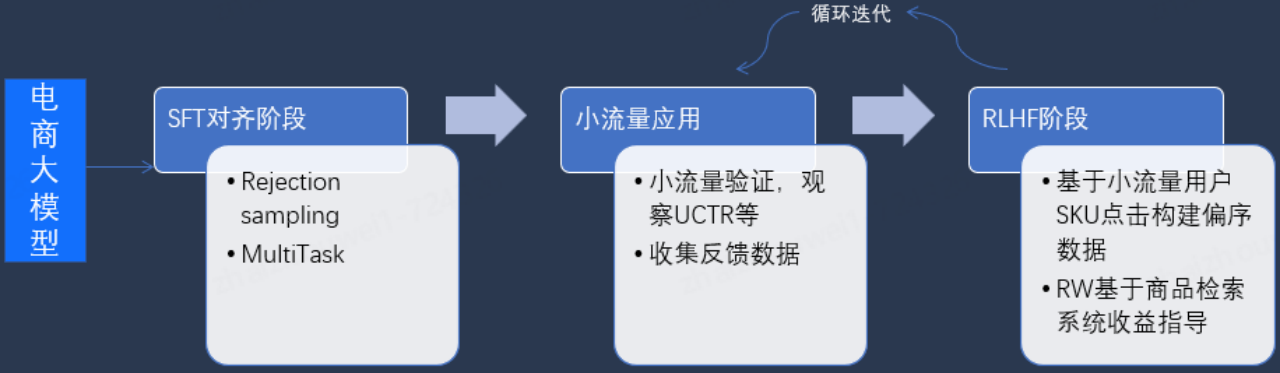 循环迭代
电
商
大
模
型
SFT对齐阶段
• Rejection
sampling
• MultiTask
小流量应用
• 小流量验证，观
察UCTR等
• 收集反馈数据
RLHF阶段
• 基于小流量用户
SKU点击构建偏序
数据
• RW基于商品检索
系统收益指导